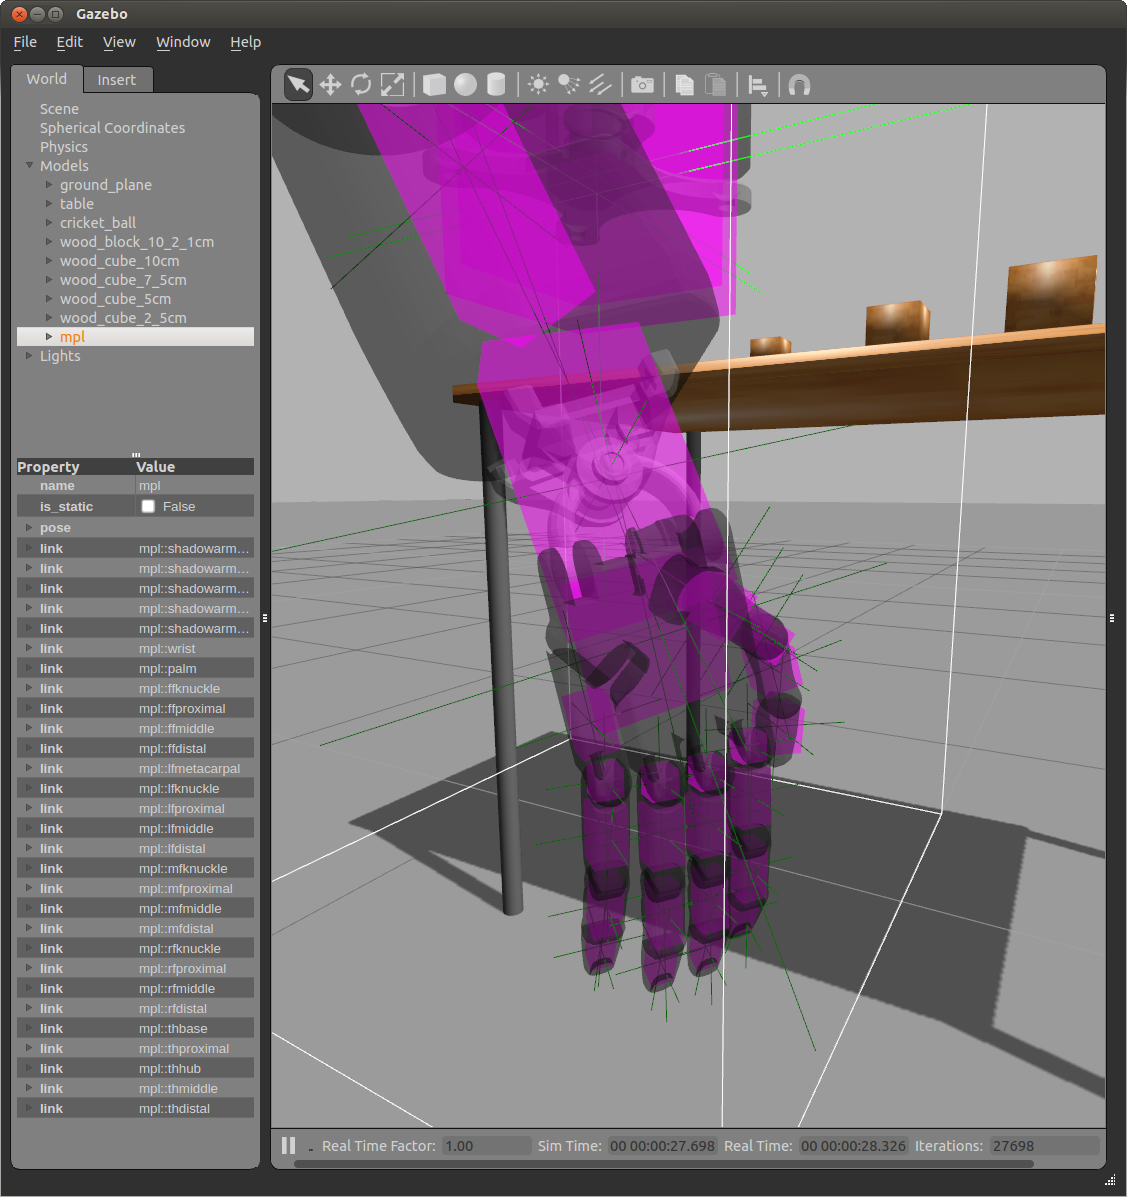 Gazebo
File Edit View Window Help
World Insert
Scene
Spherical Coordinates
Physics
Models
ground_plane
table
cricket_ball
wood_block_10_2_1cm
wood_cube_10cm
wood_cube_7_5cm
wood_cube_5cm
wood_cube_2_5cm
mpl
Lights
Property Value
name mpl
is_static False
pose
link mpl::shadowarm...
link mpl::shadowarm...
link mpl::shadowarm...
link mpl::shadowarm...
link mpl::shadowarm...
link mpl::wrist
link mpl::palm
link mpl::ffknuckle
link mpl::ffproximal
link mpl::ffmiddle
link mpl::ffdistal
link mpl::lfmetacarpal
link mpl::lfknuckle
link mpl::lfproximal
link mpl::lfmiddle
link mpl::lfdistal
link mpl::mfknuckle
link mpl::mfproximal
link mpl::mfmiddle
link mpl::mfdistal
link mpl::rfknuckle
link mpl::rfproximal
link mpl::rfmiddle
link mpl::rfdistal
link mpl::thbase
link mpl::thproximal
link mpl::thhub
link mpl::thmiddle
link mpl::thdistal
Real Time Factor: 1.00 Sim Time: 00 00:00:27.698 Real Time: 00 00:00:28.326 Iterations: 27698